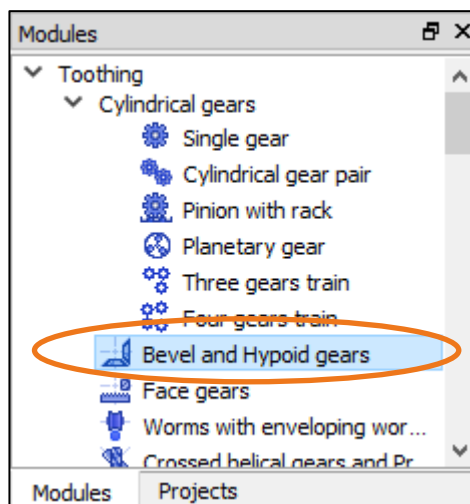 Modules
Toothing
Cylindrical gears
Single gear
Cylindrical gear pair
Pinion with rack
Planetary gear
Three gears train
Four gears train
Bevel and Hypoid gears
Face gears
Worms with enveloping wor...
Crossed helical gears and Pr
Modules Projects